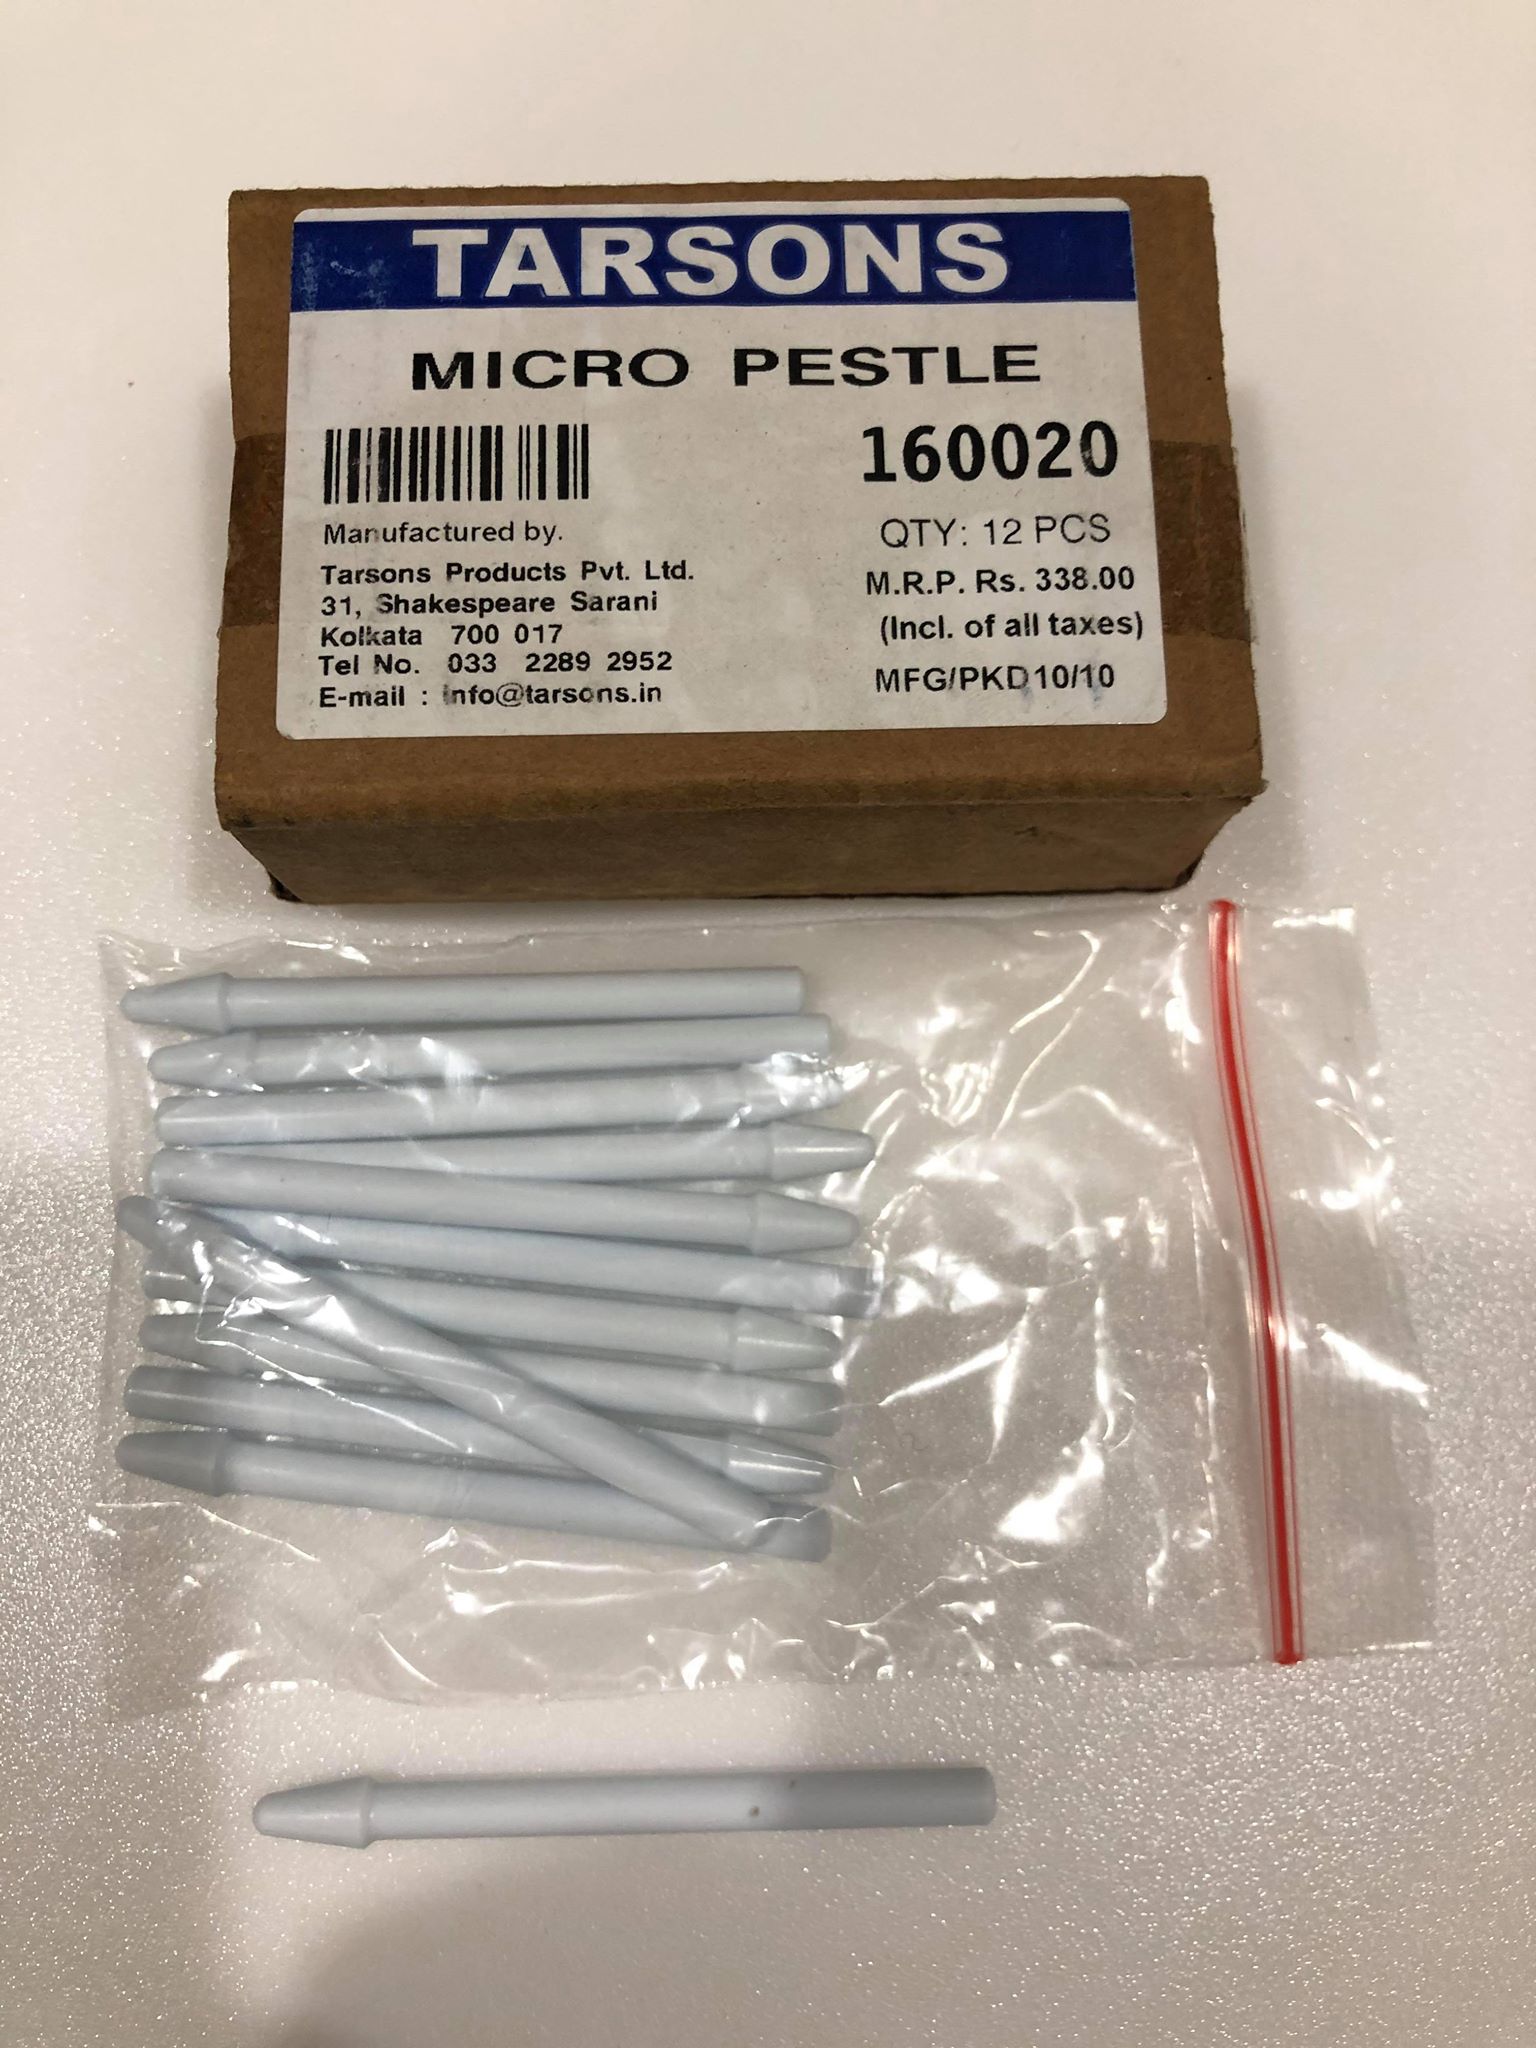 TARSONS
MICRO PESTLE
160020
Manufactured by.
QTY: 12 PCS
Tarsons Products Pvt. Ltd.
M.R.P. Rs. 338.00
31, Shakespeare Sarani
(Incl. of all taxes)
Kolkata 700 017
Tel No. 033 2289 2952
MFG/PKD10/10
E-mail : info@tarsons.in